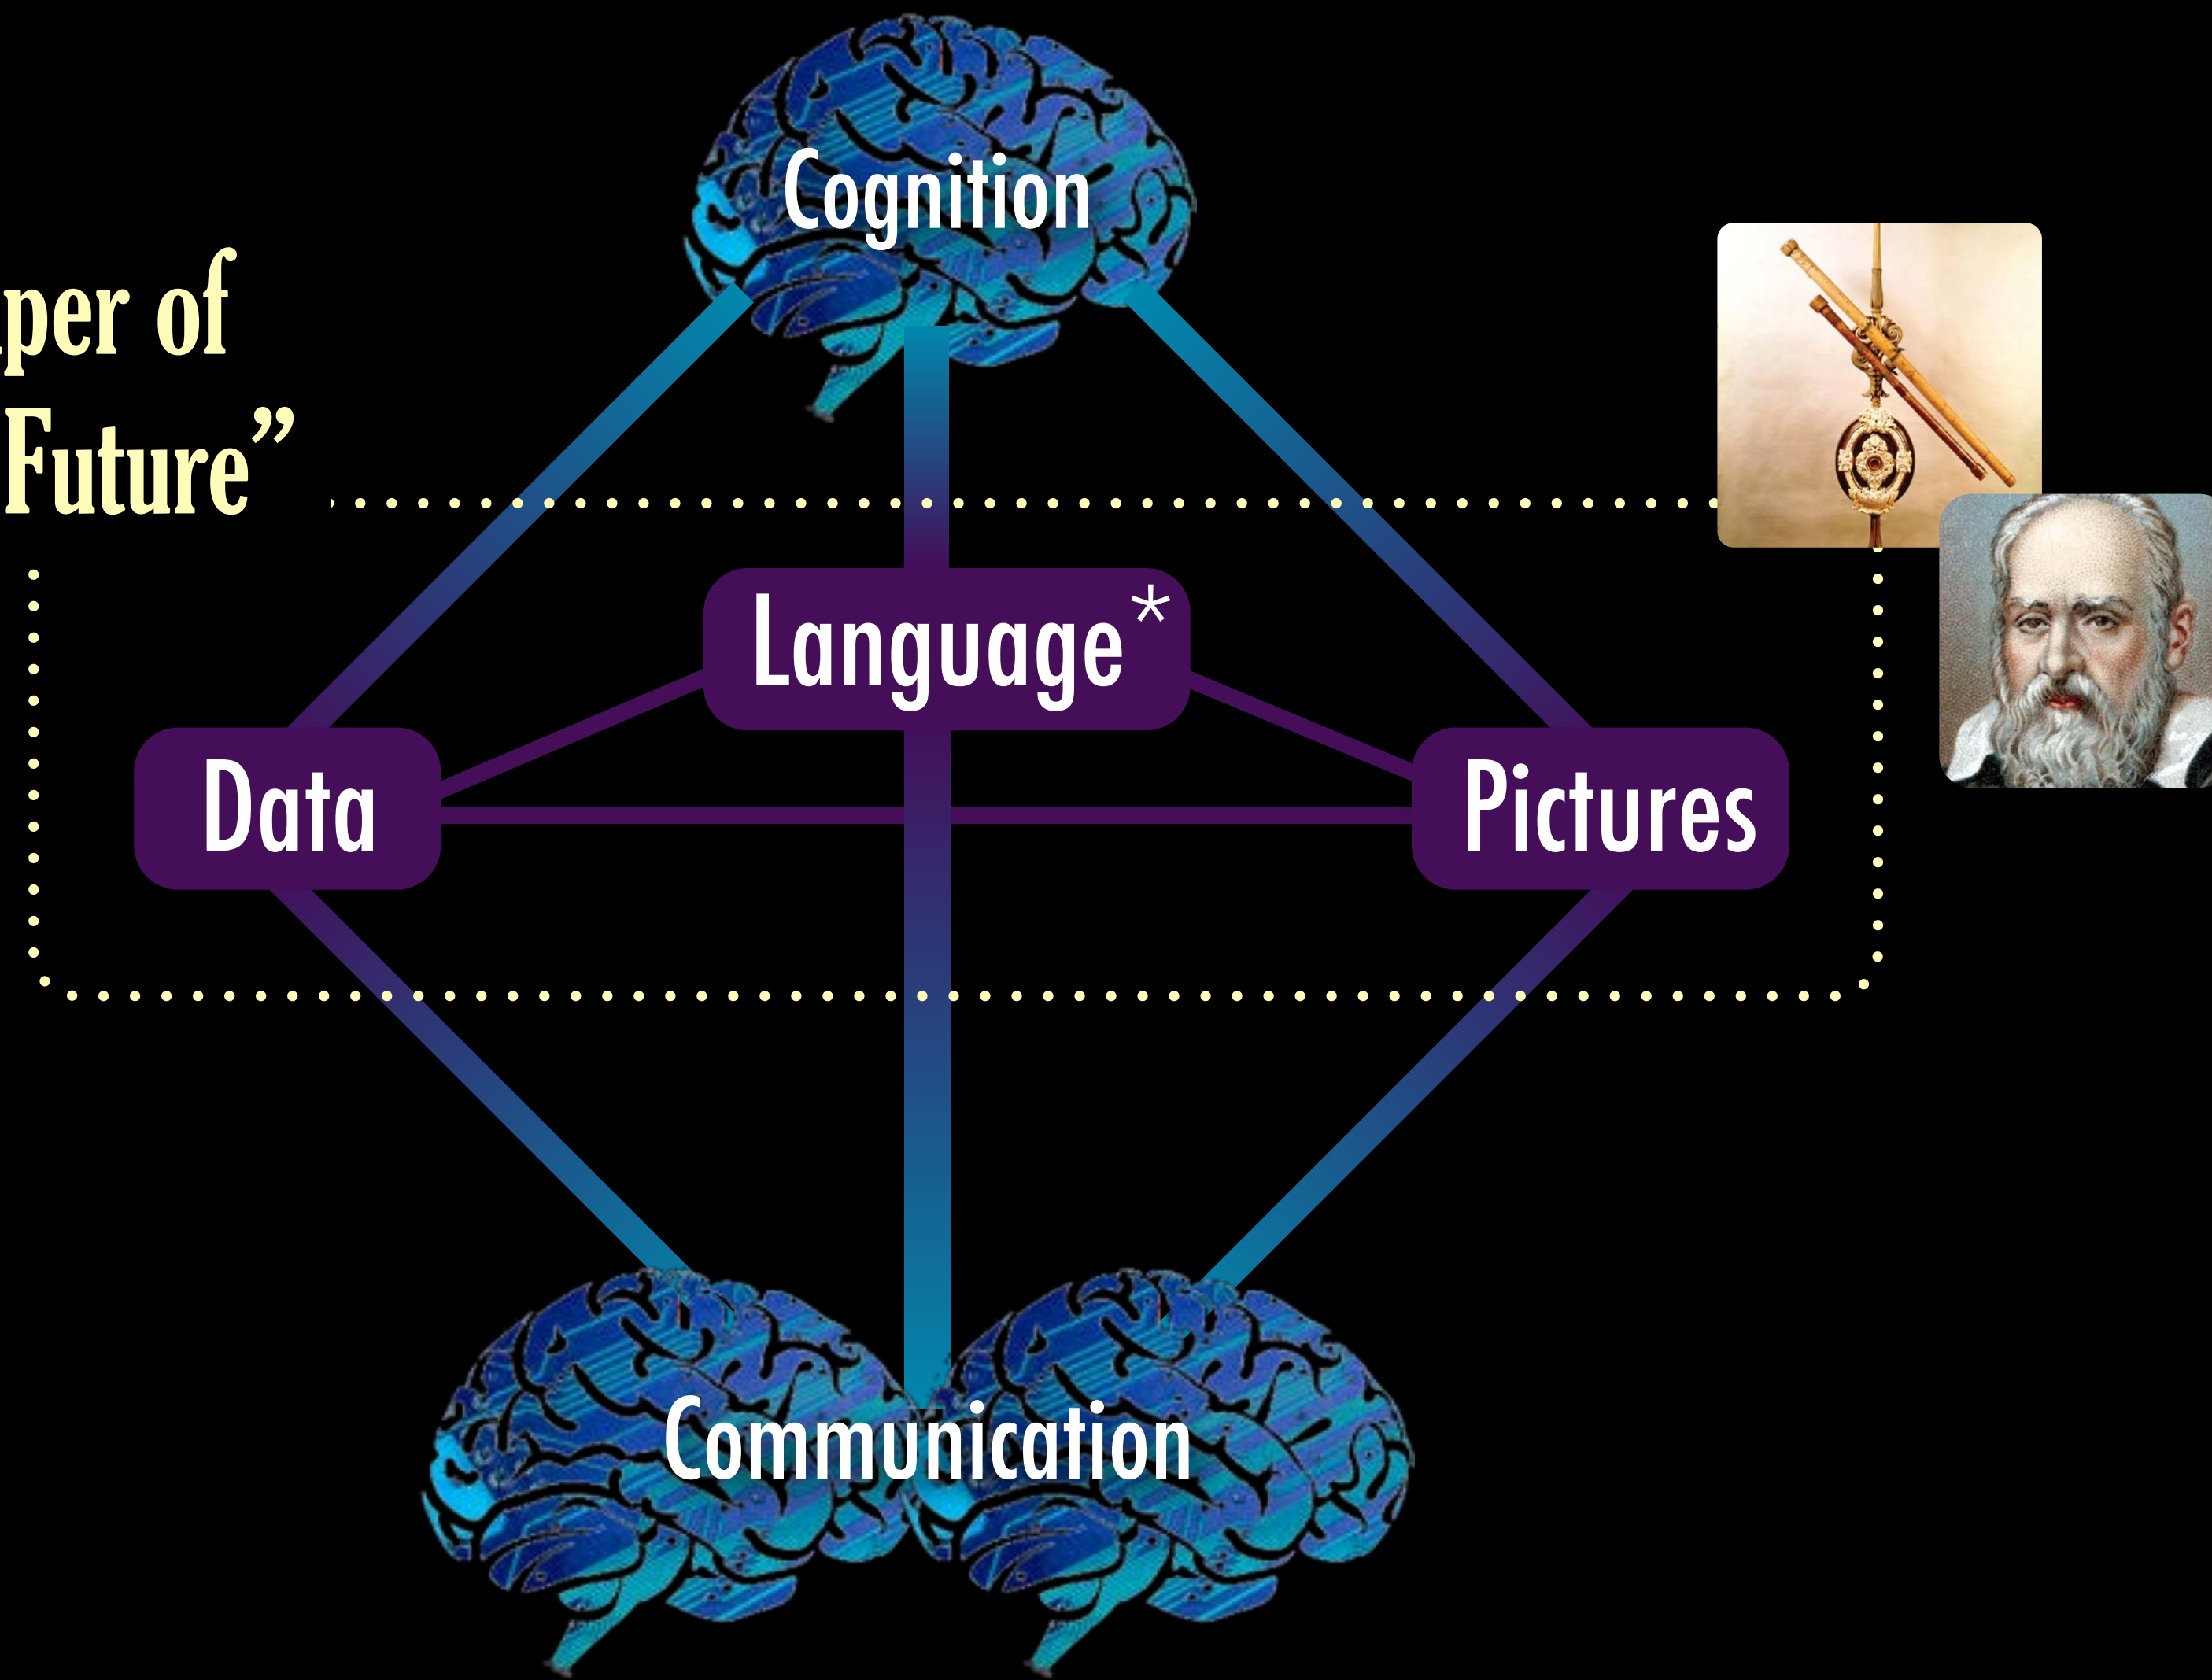 Cognition
per of
Future”
Language*
Data
Pictures
Communication